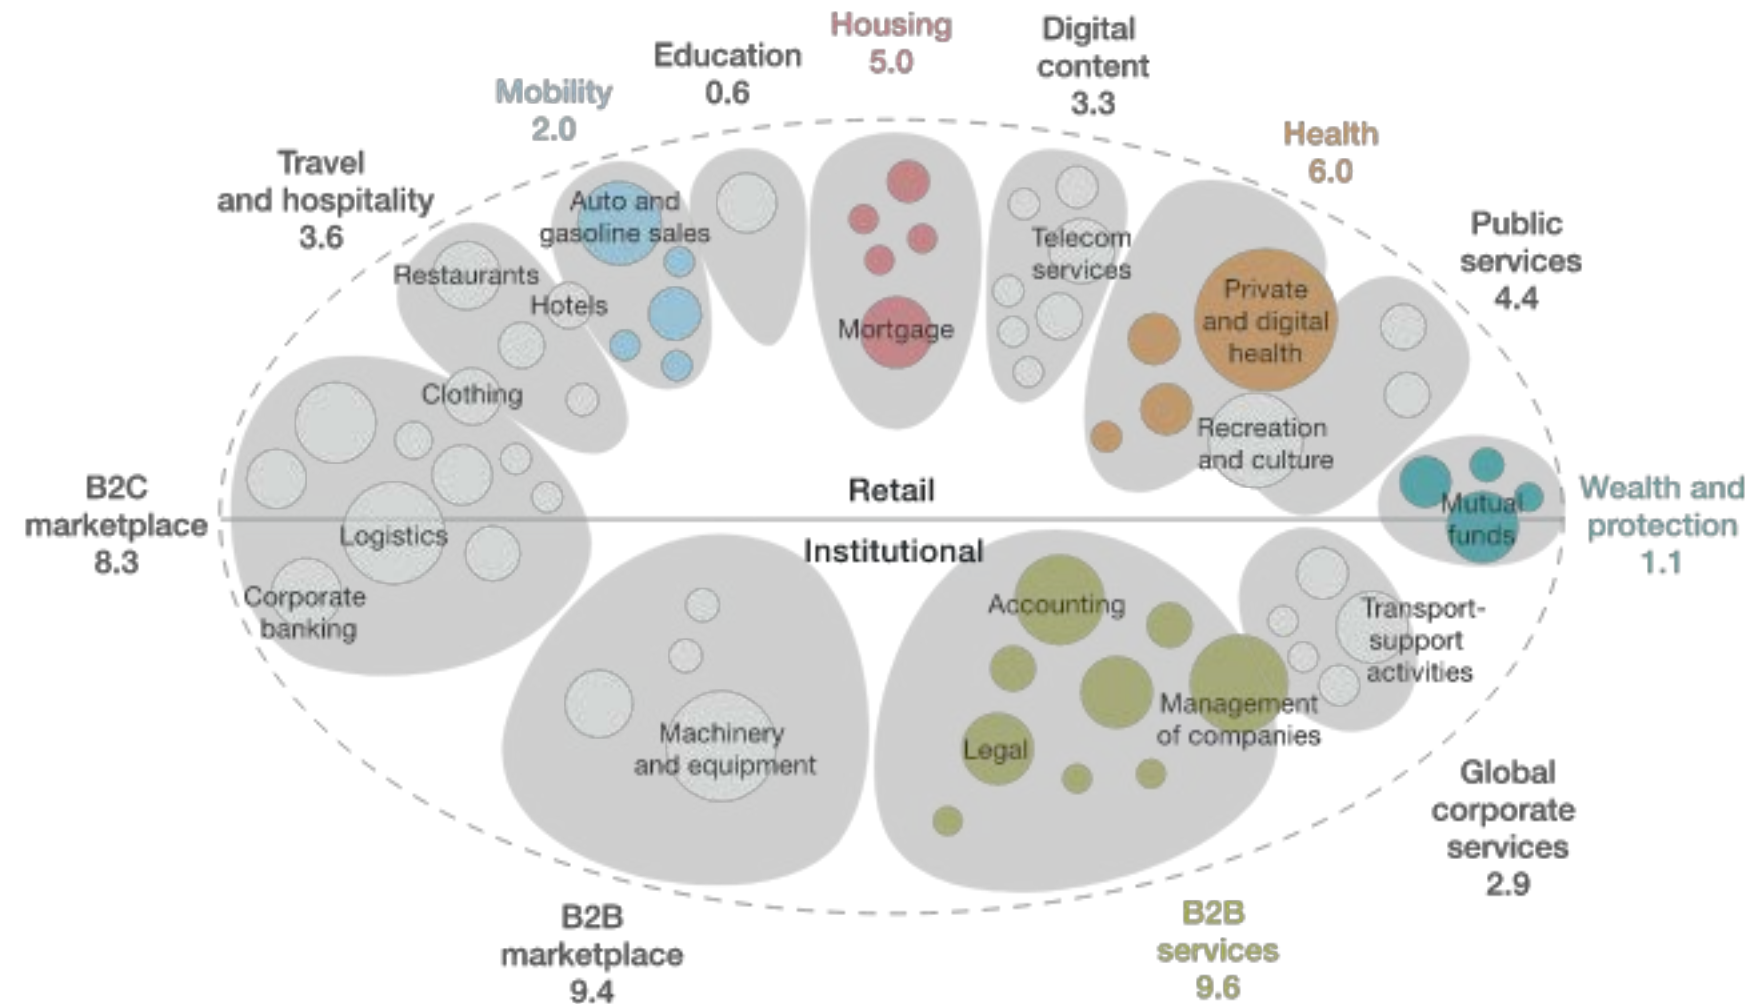 Housing
5.0
Digital
content
3.3
Education
0.6
Mobility
2.0
Health
6.0
Travel
and hospitality
3.6
Public
services
4.4
Auto and
gasoline sales
Restaurants
Hotels
Telecom
services
Private
and digital
health
Mortgage
Clothing
Recreation
and culture
B2C
marketplace
8.3
Retail
Institutional
Mutual
funds
Wealth and
protection
1.1
Logistics
Corporate
banking
Accounting
Transport-
support
activities
Management
of companies
Machinery
and equipment
Legal
Global
corporate
services
2.9
B2B
marketplace
9.4
B2B
services
9.6